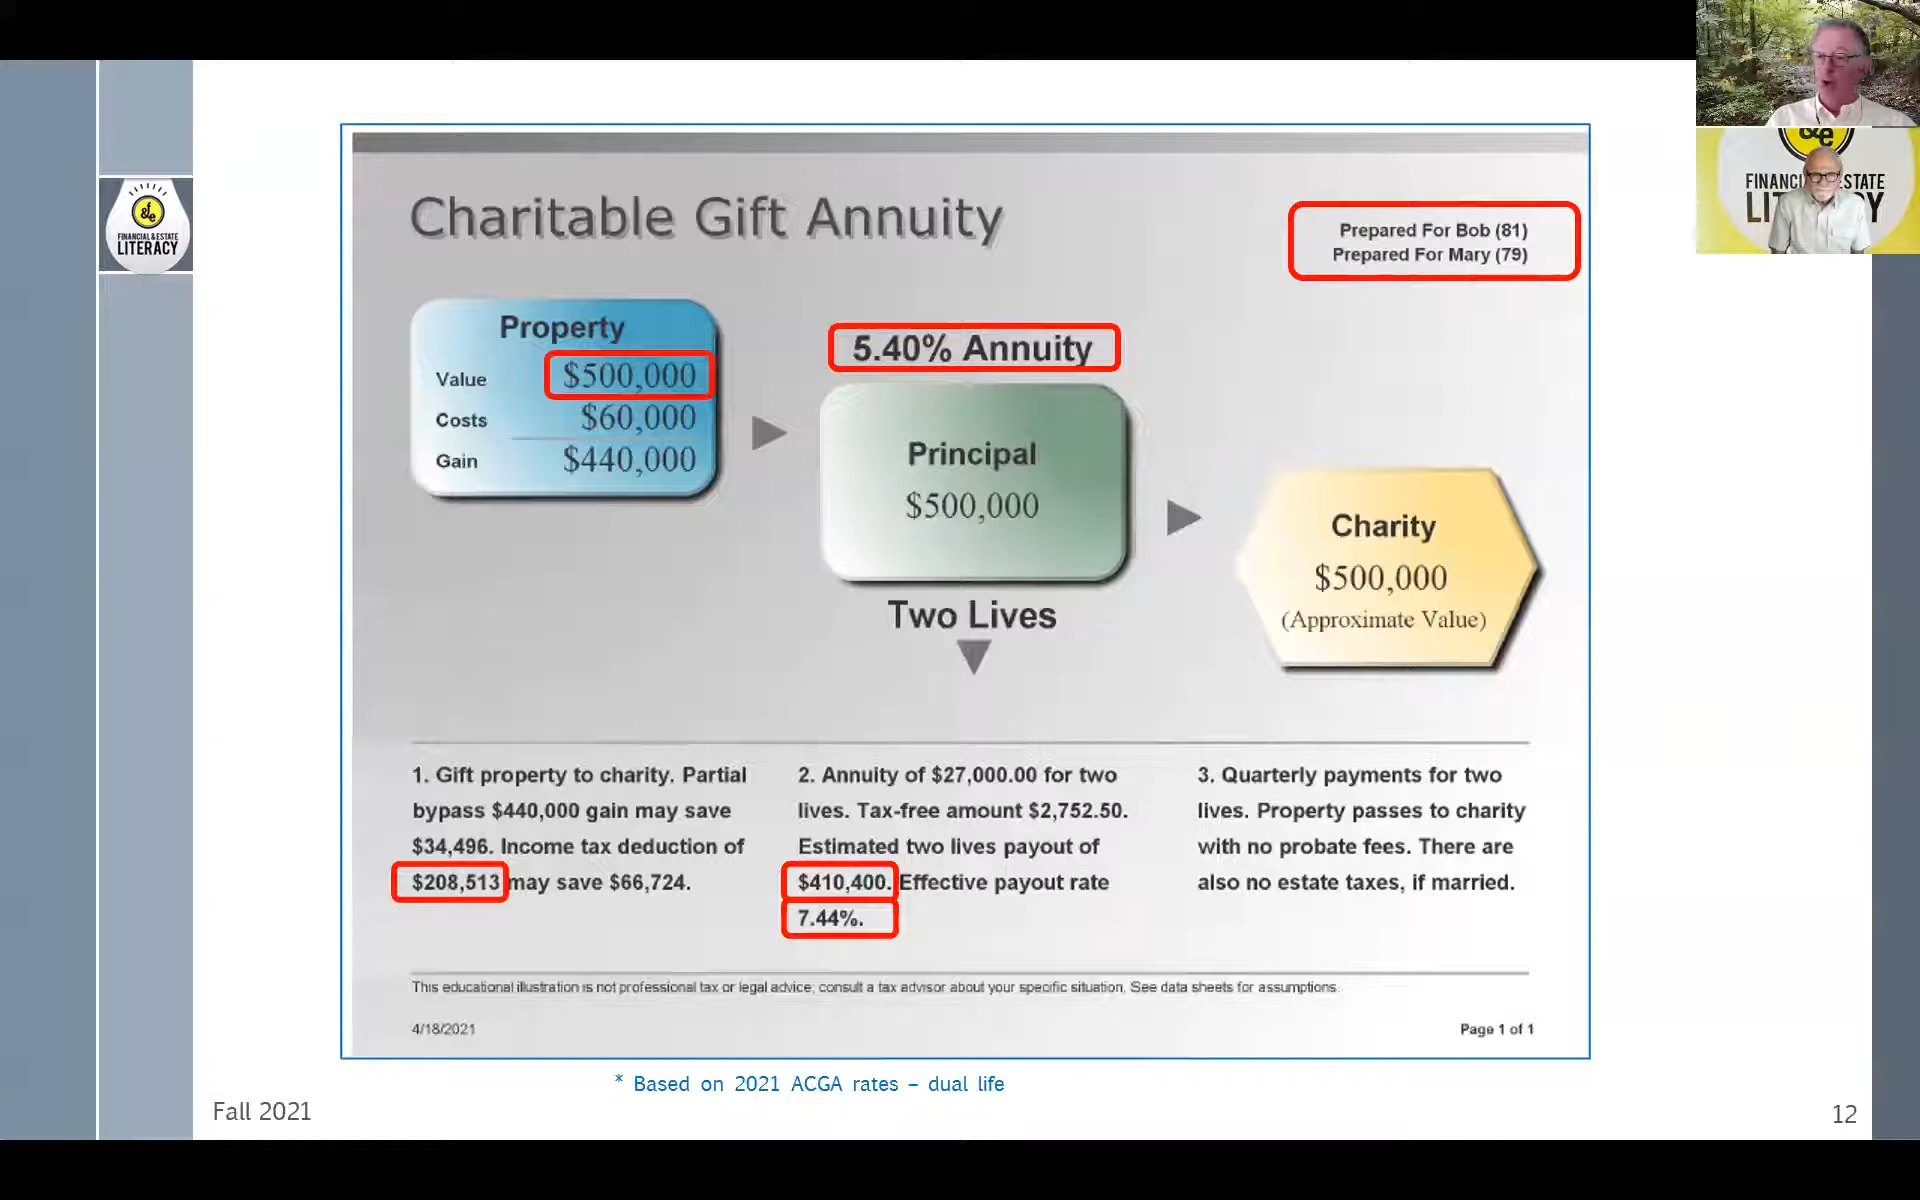 Charitable Gift Annuity
Prepared For Bob (81)
Prepared For Mary (79)
Property
Value $500,000
Costs $60,000
Gain $440,000
5.40% Annuity
Principal
$500,000
Two Lives
Charity
$500,000
(Approximate Value)
1. Gift property to charity. Partial
bypass $440,000 gain may save
$34,496. Income tax deduction of
$208,513 may save $66,724.
2. Annuity of $27,000.00 for two
lives. Tax-free amount $2,752.50.
Estimated two lives payout of
$410,400. Effective payout rate
7.44%.
3. Quarterly payments for two
lives. Property passes to charity
with no probate fees. There are
also no estate taxes, if married.
This educational illustration is not professional tax or legal advice; consult a tax advisor about your specific situation. See data sheets for assumptions.
4/18/2021
Page 1 of 1
* Based on 2021 ACGA rates – dual life
Fall 2021
12
f&e
FINANCIAL & ESTATE
LITERACY
&e